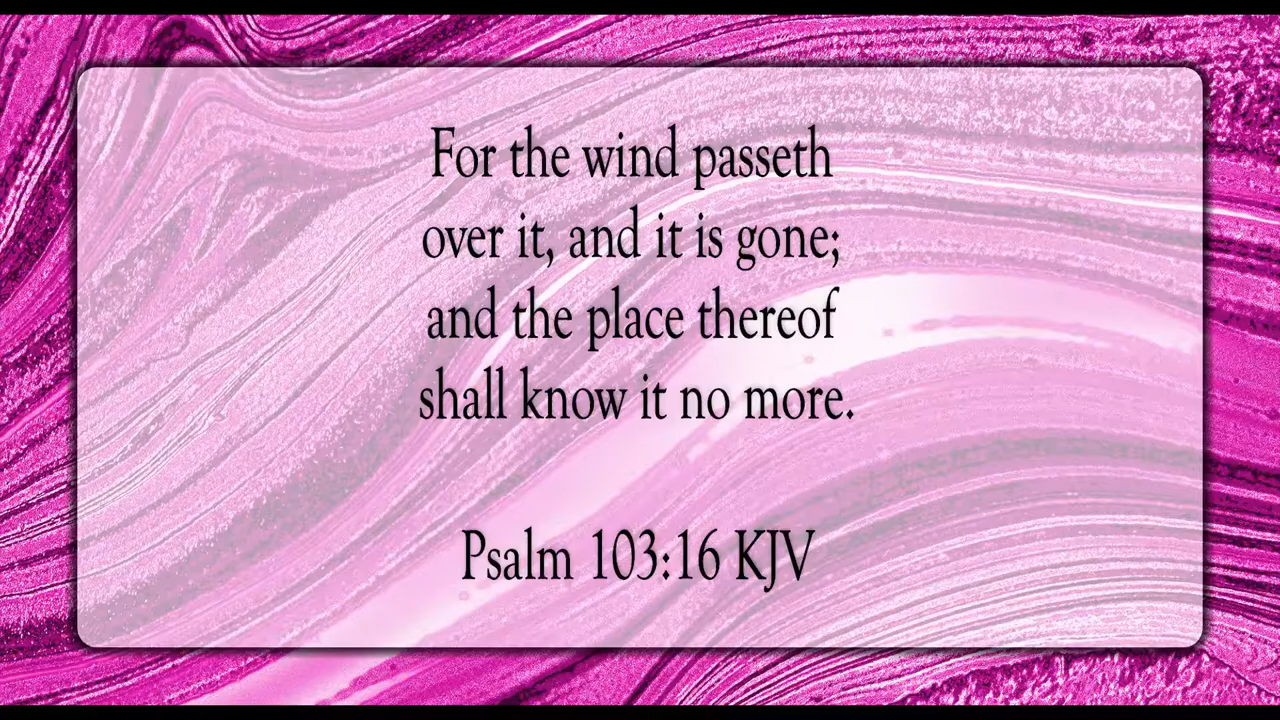 For the wind passeth
over it, and it is gone;
and the place thereof
shall know it no more.
Psalm 103:16 KJV